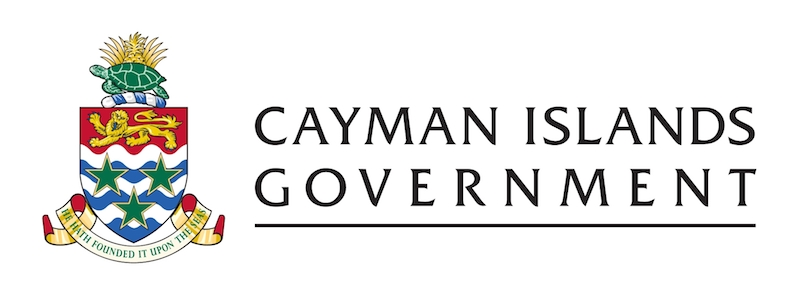 CAYMAN ISLANDS
GOVERNMENT
HE HATH FOUNDED IT UPON THE SEAS